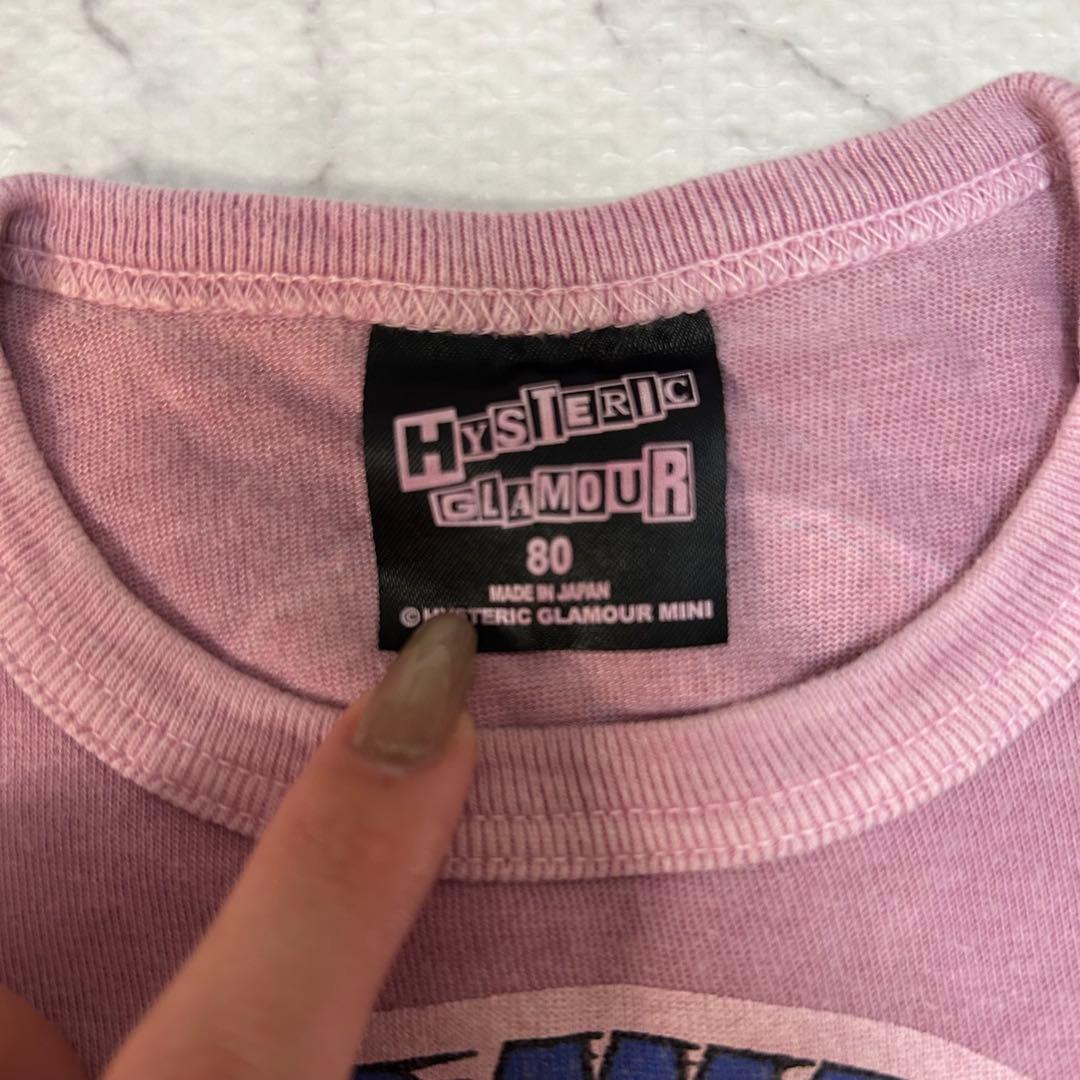 HYSTERIC
GLAMOUR
80
MADE IN JAPAN
© HYSTERIC GLAMOUR MINI